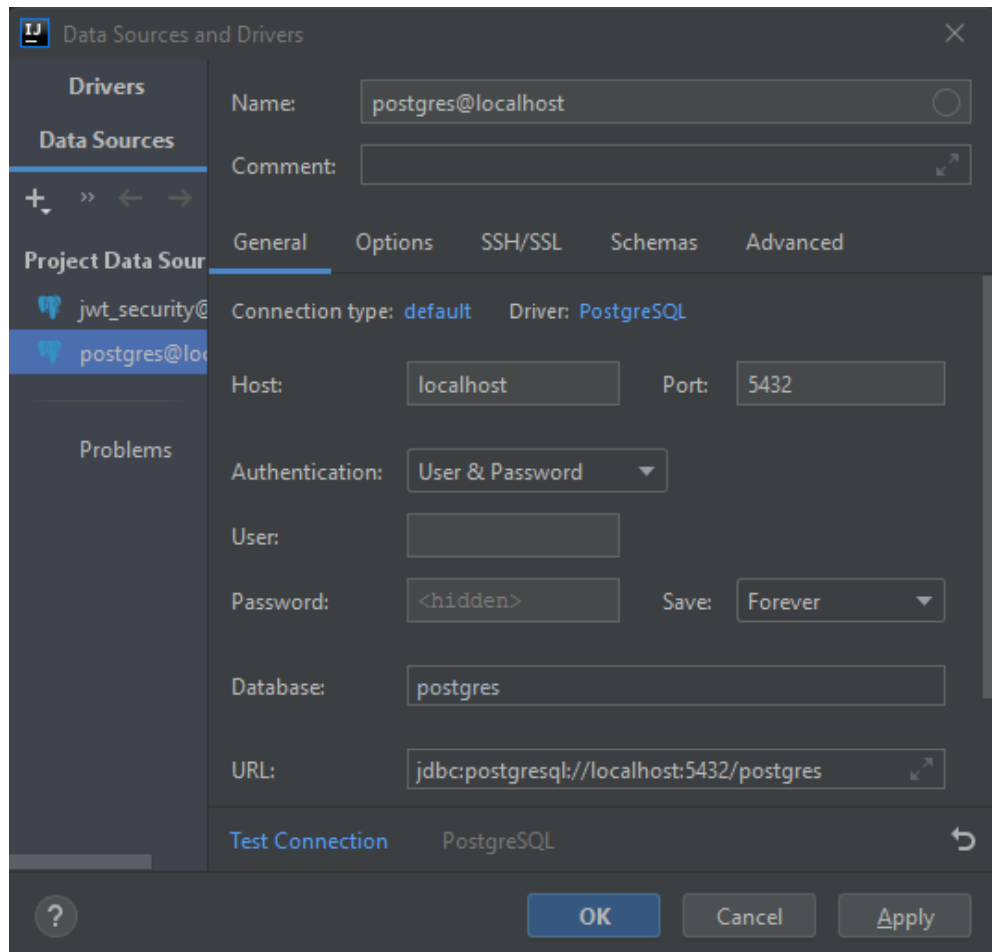 IJ Data Sources and Drivers
Drivers
Data Sources
Project Data Sour
jwt_security@
postgres@loc
Problems
Name: postgres@localhost
Comment:
General Options SSH/SSL Schemas Advanced
Connection type: default Driver: PostgreSQL
Host: localhost Port: 5432
Authentication: User & Password
User:
Password: <hidden> Save: Forever
Database: postgres
URL: jdbc:postgresql://localhost:5432/postgres
Test Connection PostgreSQL
? OK Cancel Apply